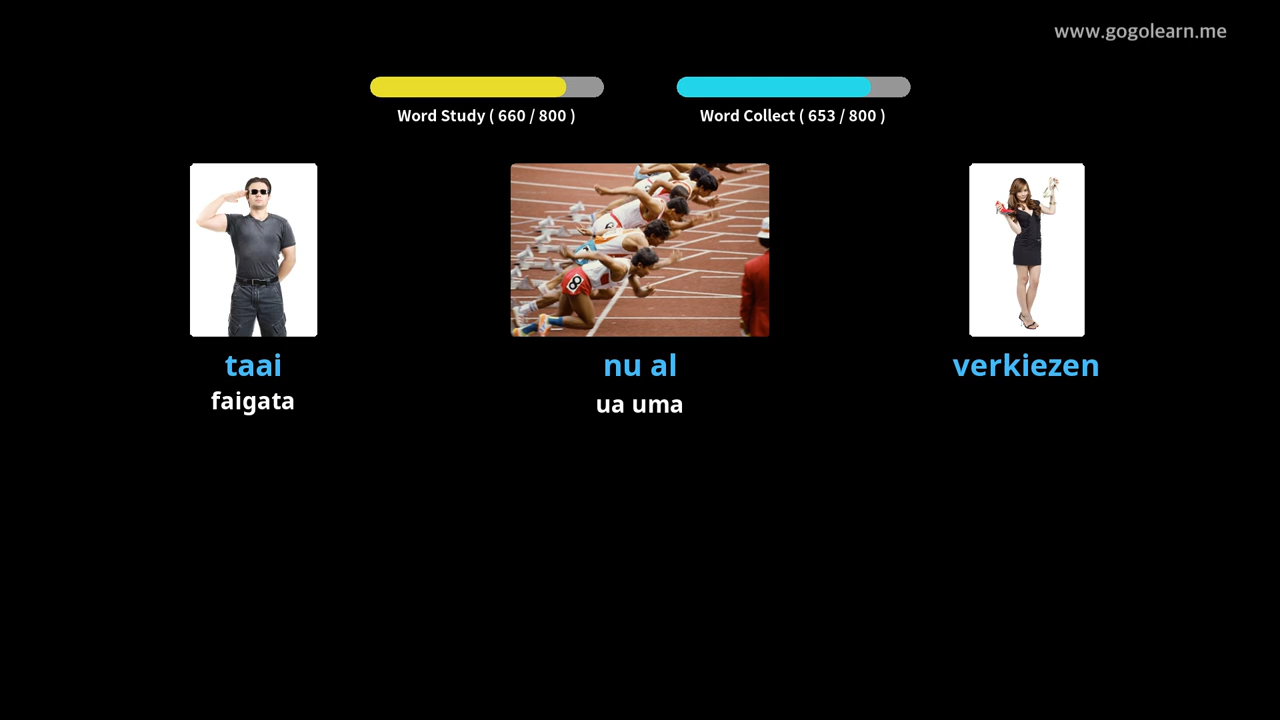 www.gogolearn.me
Word Study ( 660 / 800 )
Word Collect ( 653 / 800 )
taai
faigata
nu al
ua uma
verkiezen